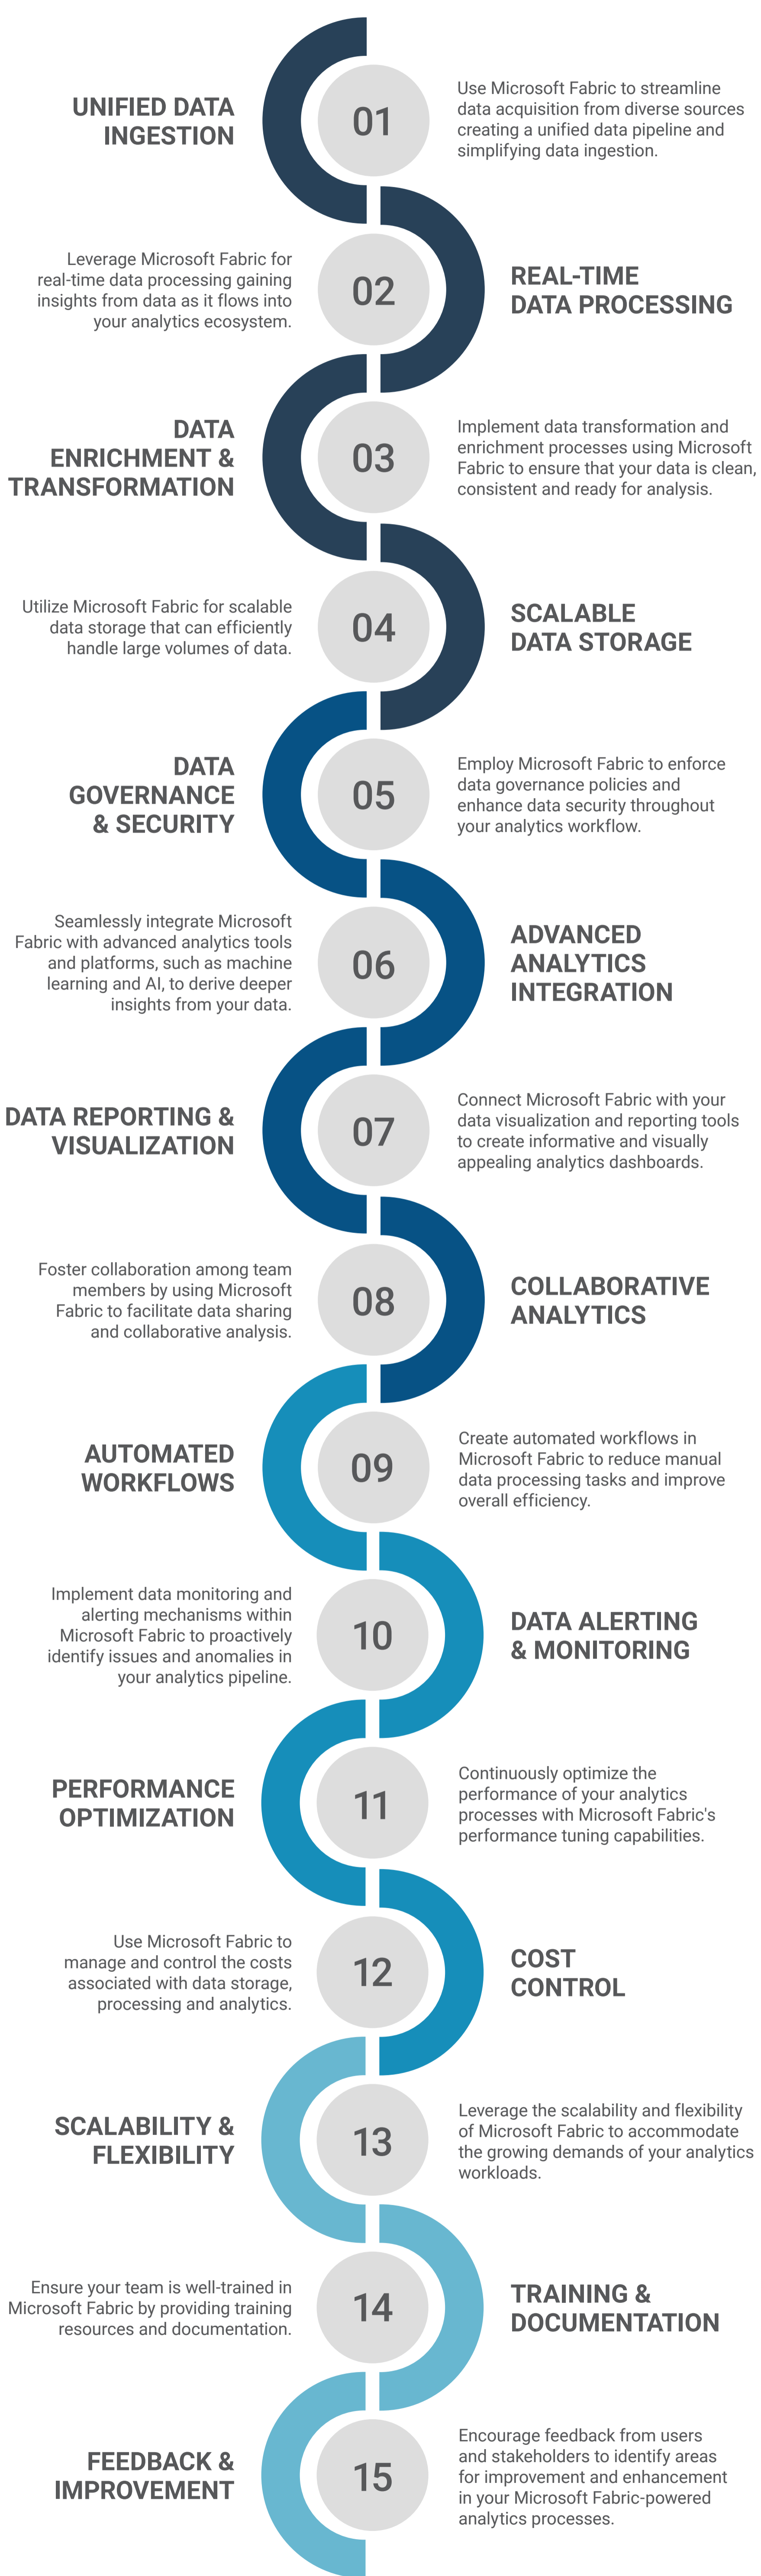 UNIFIED DATA
INGESTION
01
Use Microsoft Fabric to streamline
data acquisition from diverse sources
creating a unified data pipeline and
simplifying data ingestion.
Leverage Microsoft Fabric for
real-time data processing gaining
insights from data as it flows into
your analytics ecosystem.
02
REAL-TIME
DATA PROCESSING
DATA
ENRICHMENT &
TRANSFORMATION
03
Implement data transformation and
enrichment processes using Microsoft
Fabric to ensure that your data is clean,
consistent and ready for analysis.
Utilize Microsoft Fabric for scalable
data storage that can efficiently
handle large volumes of data.
04
SCALABLE
DATA STORAGE
DATA
GOVERNANCE
& SECURITY
05
Employ Microsoft Fabric to enforce
data governance policies and
enhance data security throughout
your analytics workflow.
Seamlessly integrate Microsoft
Fabric with advanced analytics tools
and platforms, such as machine
learning and AI, to derive deeper
insights from your data.
06
ADVANCED
ANALYTICS
INTEGRATION
DATA REPORTING &
VISUALIZATION
07
Connect Microsoft Fabric with your
data visualization and reporting tools
to create informative and visually
appealing analytics dashboards.
Foster collaboration among team
members by using Microsoft
Fabric to facilitate data sharing
and collaborative analysis.
08
COLLABORATIVE
ANALYTICS
AUTOMATED
WORKFLOWS
09
Create automated workflows in
Microsoft Fabric to reduce manual
data processing tasks and improve
overall efficiency.
Implement data monitoring and
alerting mechanisms within
Microsoft Fabric to proactively
identify issues and anomalies in
your analytics pipeline.
10
DATA ALERTING
& MONITORING
PERFORMANCE
OPTIMIZATION
11
Continuously optimize the
performance of your analytics
processes with Microsoft Fabric's
performance tuning capabilities.
Use Microsoft Fabric to
manage and control the costs
associated with data storage,
processing and analytics.
12
COST
CONTROL
SCALABILITY &
FLEXIBILITY
13
Leverage the scalability and flexibility
of Microsoft Fabric to accommodate
the growing demands of your analytics
workloads.
Ensure your team is well-trained in
Microsoft Fabric by providing training
resources and documentation.
14
TRAINING &
DOCUMENTATION
FEEDBACK &
IMPROVEMENT
15
Encourage feedback from users
and stakeholders to identify areas
for improvement and enhancement
in your Microsoft Fabric-powered
analytics processes.